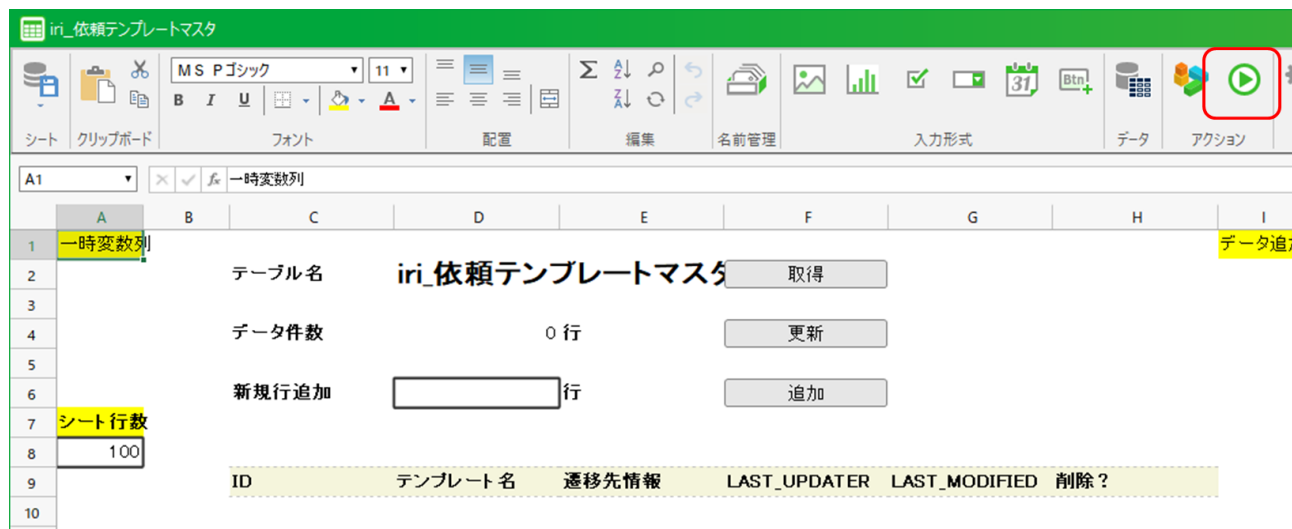 iri_依頼テンプレートマスタ
MS Pゴシック 11
B I U A
31 Btn
シート クリップボード フォント 配置 編集 名前管理 入力形式 データ アクション
A1 fx 一時変数列
A B C D E F G H I
1 一時変数列 データ追
2 テーブル名 iri_依頼テンプレートマスタ 取得
3
4 データ件数 0 行 更新
5
6 新規行追加 行 追加
7 シート行数
8 100
9 ID テンプレート名 遷移先情報 LAST_UPDATER LAST_MODIFIED 削除？
10